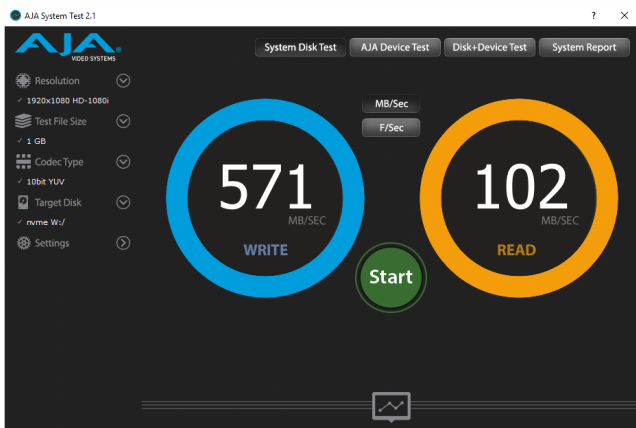 AJA System Test 2.1
?
AJA
VIDEO SYSTEMS
System Disk Test
AJA Device Test
Disk+Device Test
System Report
Resolution
✓ 1920x1080 HD-1080i
Test File Size
✓ 1 GB
Codec Type
✓ 10bit YUV
Target Disk
✓ nvme W:/
Settings
MB/Sec
F/Sec
571
MB/SEC
WRITE
102
MB/SEC
READ
Start